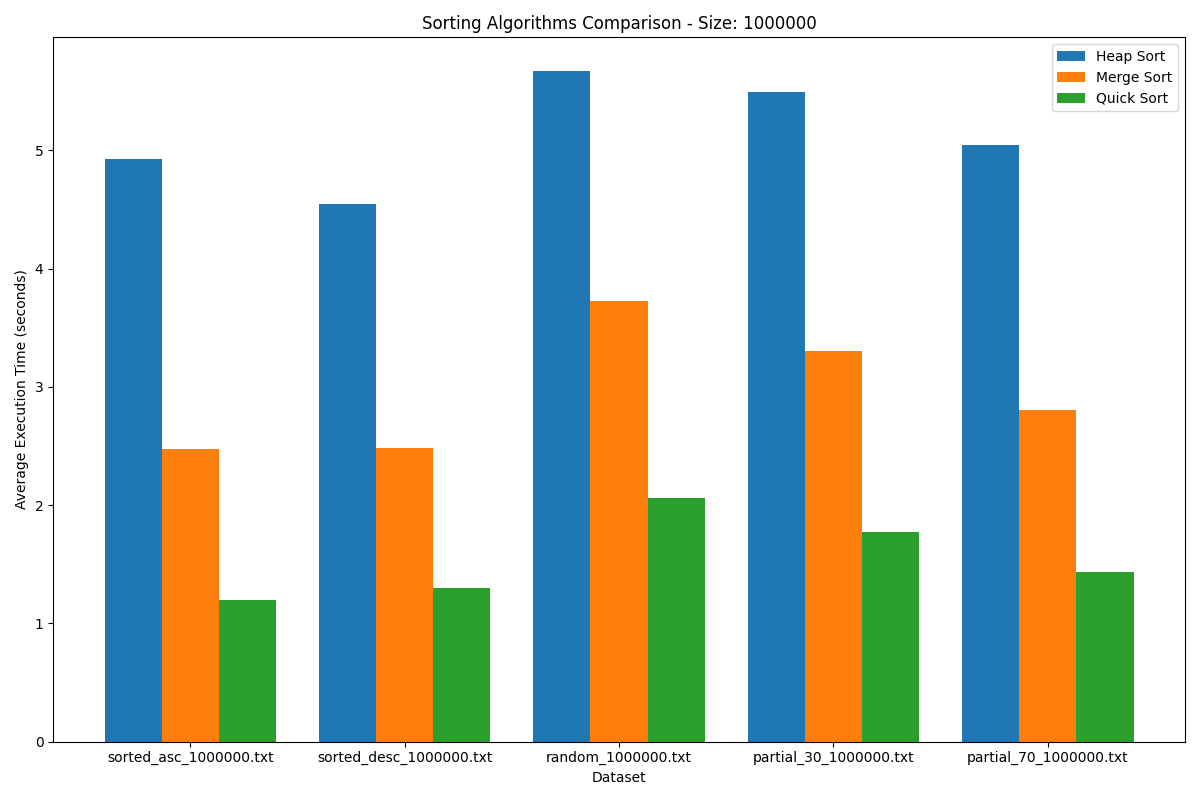 Sorting Algorithms Comparison - Size: 1000000
Heap Sort
Merge Sort
Quick Sort
Average Execution Time (seconds)
5
4
3
2
1
0
sorted_asc_1000000.txt
sorted_desc_1000000.txt
random_1000000.txt
partial_30_1000000.txt
partial_70_1000000.txt
Dataset